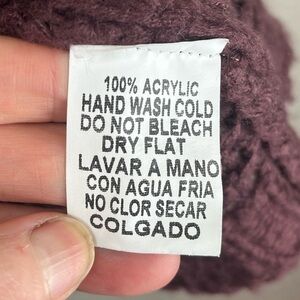 100% ACRYLIC
HAND WASH COLD
DO NOT BLEACH
DRY FLAT
LAVAR A MANO
CON AGUA FRIA
NO CLOR SECAR
COLGADO